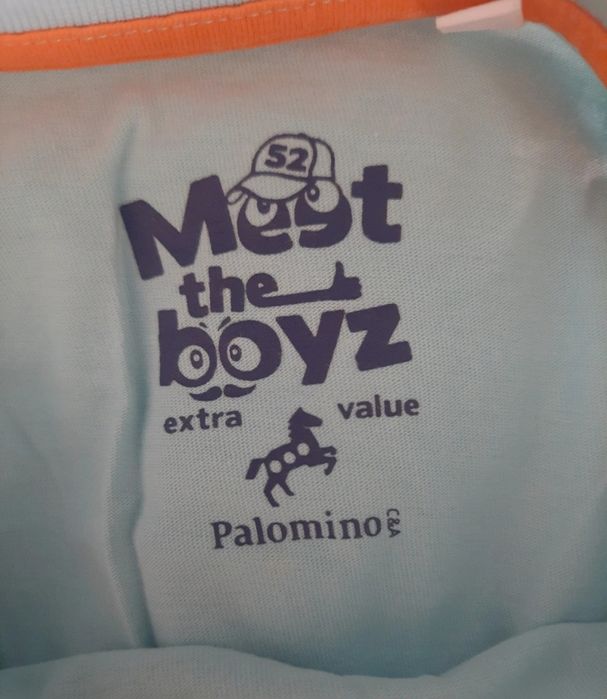 52
Meet
the
boyz
extra value
Palomino C&A